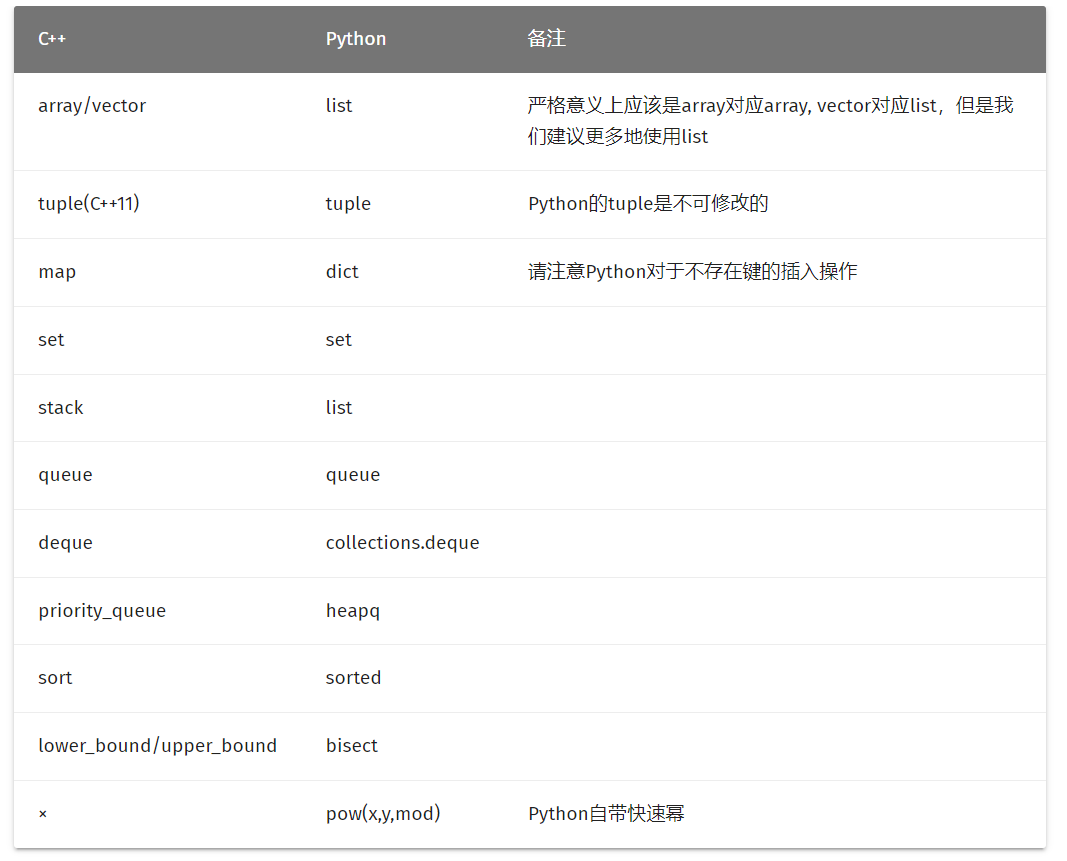 C++ Python 备注
array/vector list 严格意义上应该是array对应array, vector对应list，但是我
们建议更多地使用list
tuple(C++11) tuple Python的tuple是不可修改的
map dict 请注意Python对于不存在键的插入操作
set set
stack list
queue queue
deque collections.deque
priority_queue heapq
sort sorted
lower_bound/upper_bound bisect
× pow(x,y,mod) Python自带快速幂